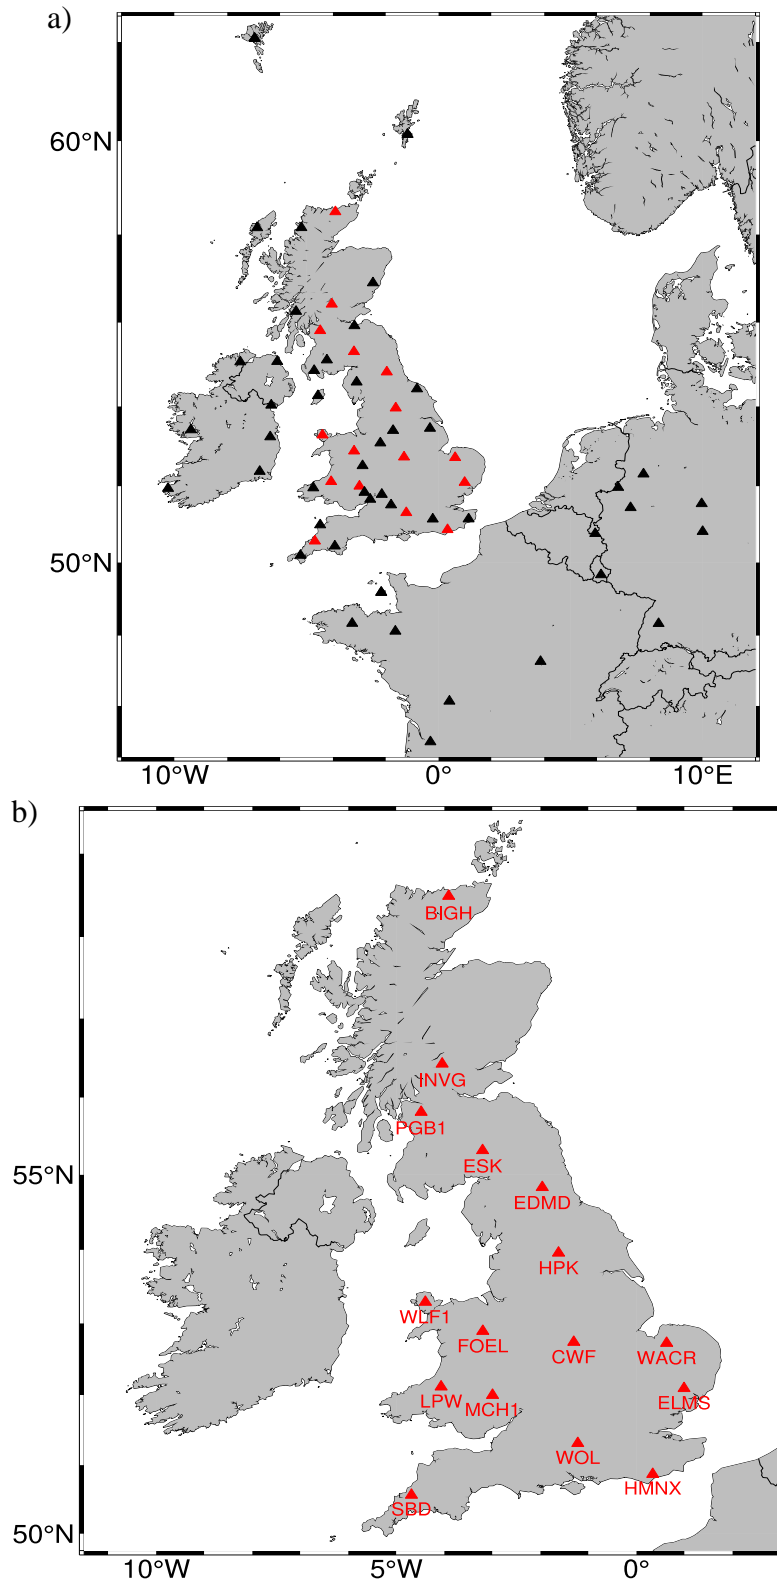 a)
60°N
50°N
10°W 0° 10°E
b)
BIGH
INVG
PGB1
ESK
55°N
EDMD
HPK
WLF1
FOEL
CWF
WACR
LPW
MCH1
ELMS
WOL
HMNX
SBD
50°N
10°W 5°W 0°